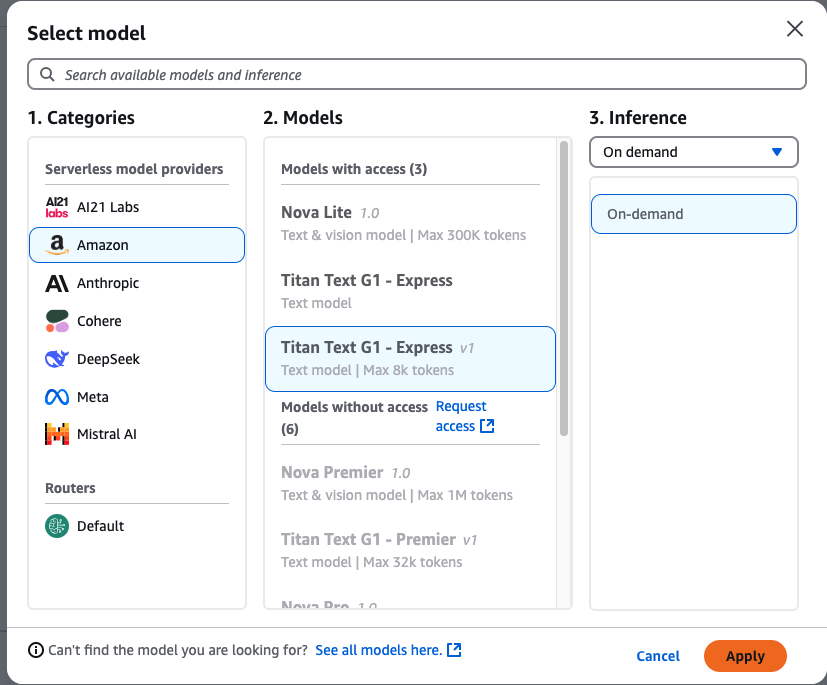 Select model
Search available models and inference
1. Categories
Serverless model providers
AI21 labs AI21 Labs
a Amazon
Anthropic
Cohere
DeepSeek
Meta
Mistral AI
Routers
Default
2. Models
Models with access (3)
Nova Lite 1.0
Text & vision model | Max 300K tokens
Titan Text G1 - Express
Text model
Titan Text G1 - Express v1
Text model | Max 8k tokens
Models without access
(6)
Request
access
Nova Premier 1.0
Text & vision model | Max 1M tokens
Titan Text G1 - Premier v1
Text model | Max 32k tokens
Nova Pro 1.0
3. Inference
On demand
On-demand
Can't find the model you are looking for? See all models here.
Cancel
Apply